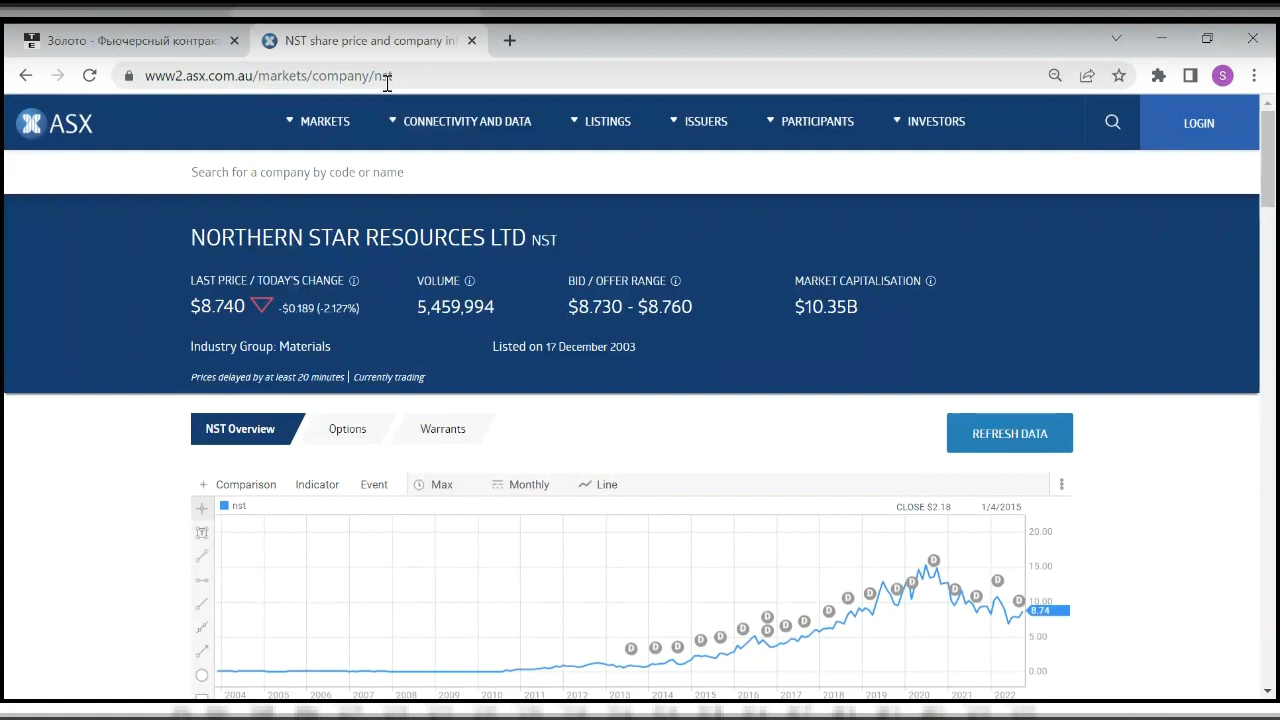 Золото - Фьючерсный контракт
NST share price and company in
www2.asx.com.au/markets/company/nst
S
ASX
MARKETS
CONNECTIVITY AND DATA
LISTINGS
ISSUERS
PARTICIPANTS
INVESTORS
LOGIN
Search for a company by code or name
NORTHERN STAR RESOURCES LTD NST
LAST PRICE / TODAY'S CHANGE
VOLUME
BID / OFFER RANGE
MARKET CAPITALISATION
$8.740 -$0.189 (-2.127%)
5,459,994
$8.730 - $8.760
$10.35B
Industry Group: Materials
Listed on 17 December 2003
Prices delayed by at least 20 minutes | Currently trading
NST Overview
Options
Warrants
REFRESH DATA
+ Comparison
Indicator
Event
Max
Monthly
Line
nst
CLOSE $2.18
1/4/2015
20.00
15.00
10.00
8.74
5.00
0.00
D D D D D D D D D D D D D D D D D D D
2004 2005 2006 2007 2008 2009 2010 2011 2012 2013 2014 2015 2016 2017 2018 2019 2020 2021 2022